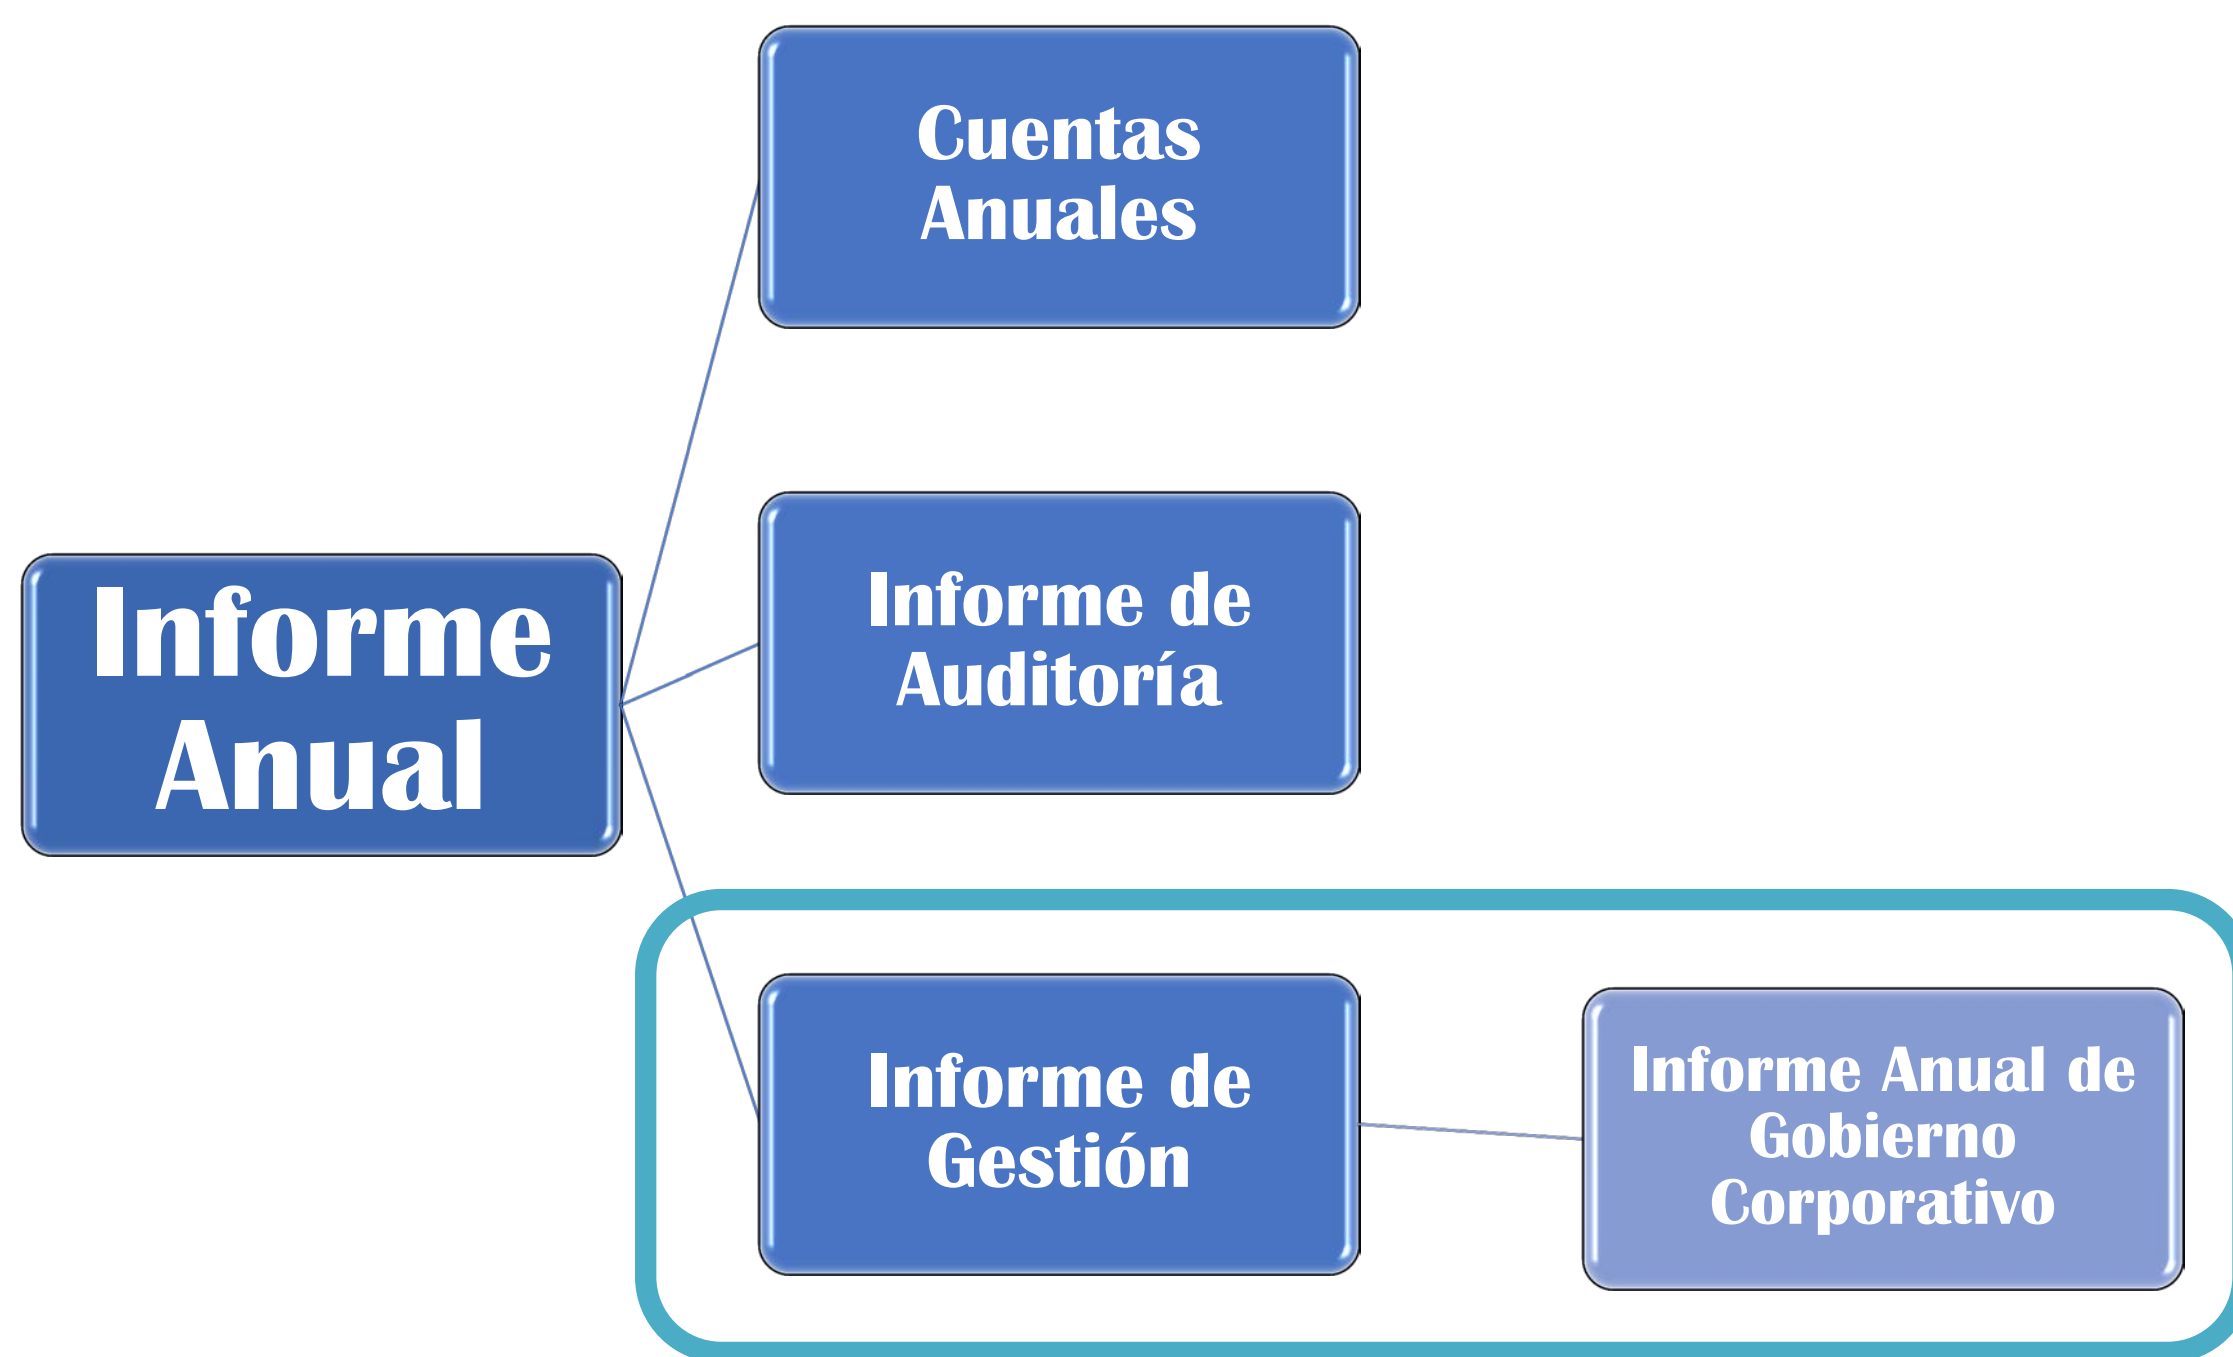 Informe
Anual
Cuentas
Anuales
Informe de
Auditoría
Informe de
Gestión
Informe Anual de
Gobierno
Corporativo